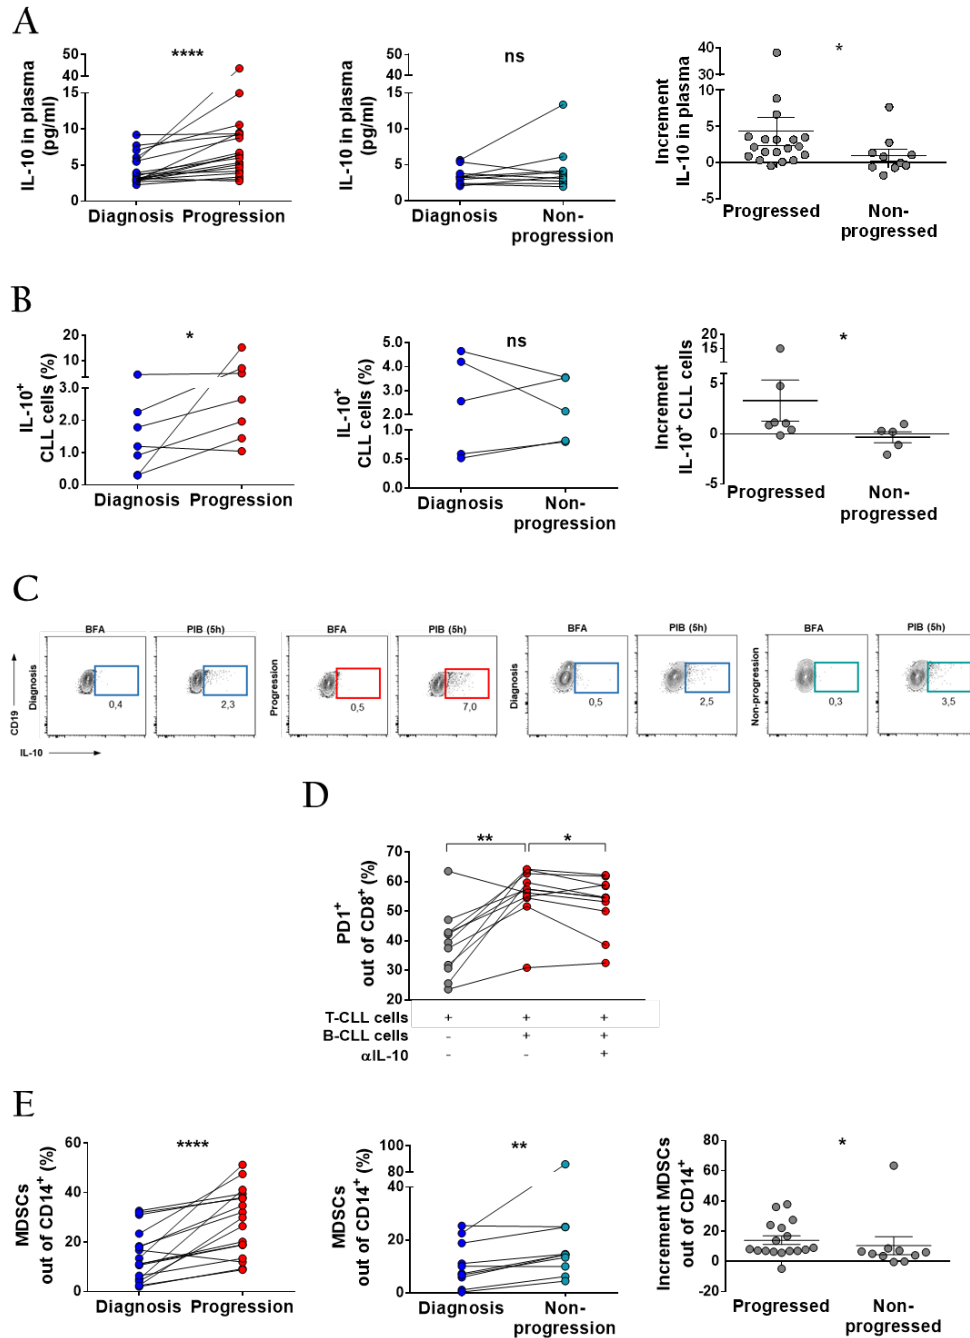 A
IL-10 in plasma
(pg/ml)
50
40
30
15
10
5
0
****
Diagnosis Progression
IL-10 in plasma
(pg/ml)
50
40
30
15
10
5
0
ns
Diagnosis Non-
progression
Increment
IL-10 in plasma
40
30
10
5
0
-5
*
Progressed Non-
progressed
B
IL-10+
CLL cells (%)
20
10
3.0
2.0
1.0
0.0
*
Diagnosis Progression
IL-10+
CLL cells (%)
5.0
4.0
3.0
2.0
1.0
0.5
0.0
ns
Diagnosis Non-
progression
Increment
IL-10+ CLL cells
20
15
5
0
-5
*
Progressed Non-
progressed
C
CD19
IL-10
Diagnosis
BFA
0,4
PIB (5h)
2,3
Progression
BFA
0,5
PIB (5h)
7,0
Diagnosis
BFA
0,5
PIB (5h)
2,5
Non-progression
BFA
0,3
PIB (5h)
3,5
D
PD1+
out of CD8+ (%)
70
60
50
40
30
20
** *
T-CLL cells + + +
B-CLL cells - + +
αIL-10 - - +
E
MDSCs
out of CD14+ (%)
60
40
20
0
****
Diagnosis Progression
MDSCs
out of CD14+ (%)
100
80
60
40
20
0
**
Diagnosis Non-
progression
Increment MDSCs
out of CD14+
80
60
40
20
0
-20
*
Progressed Non-
progressed